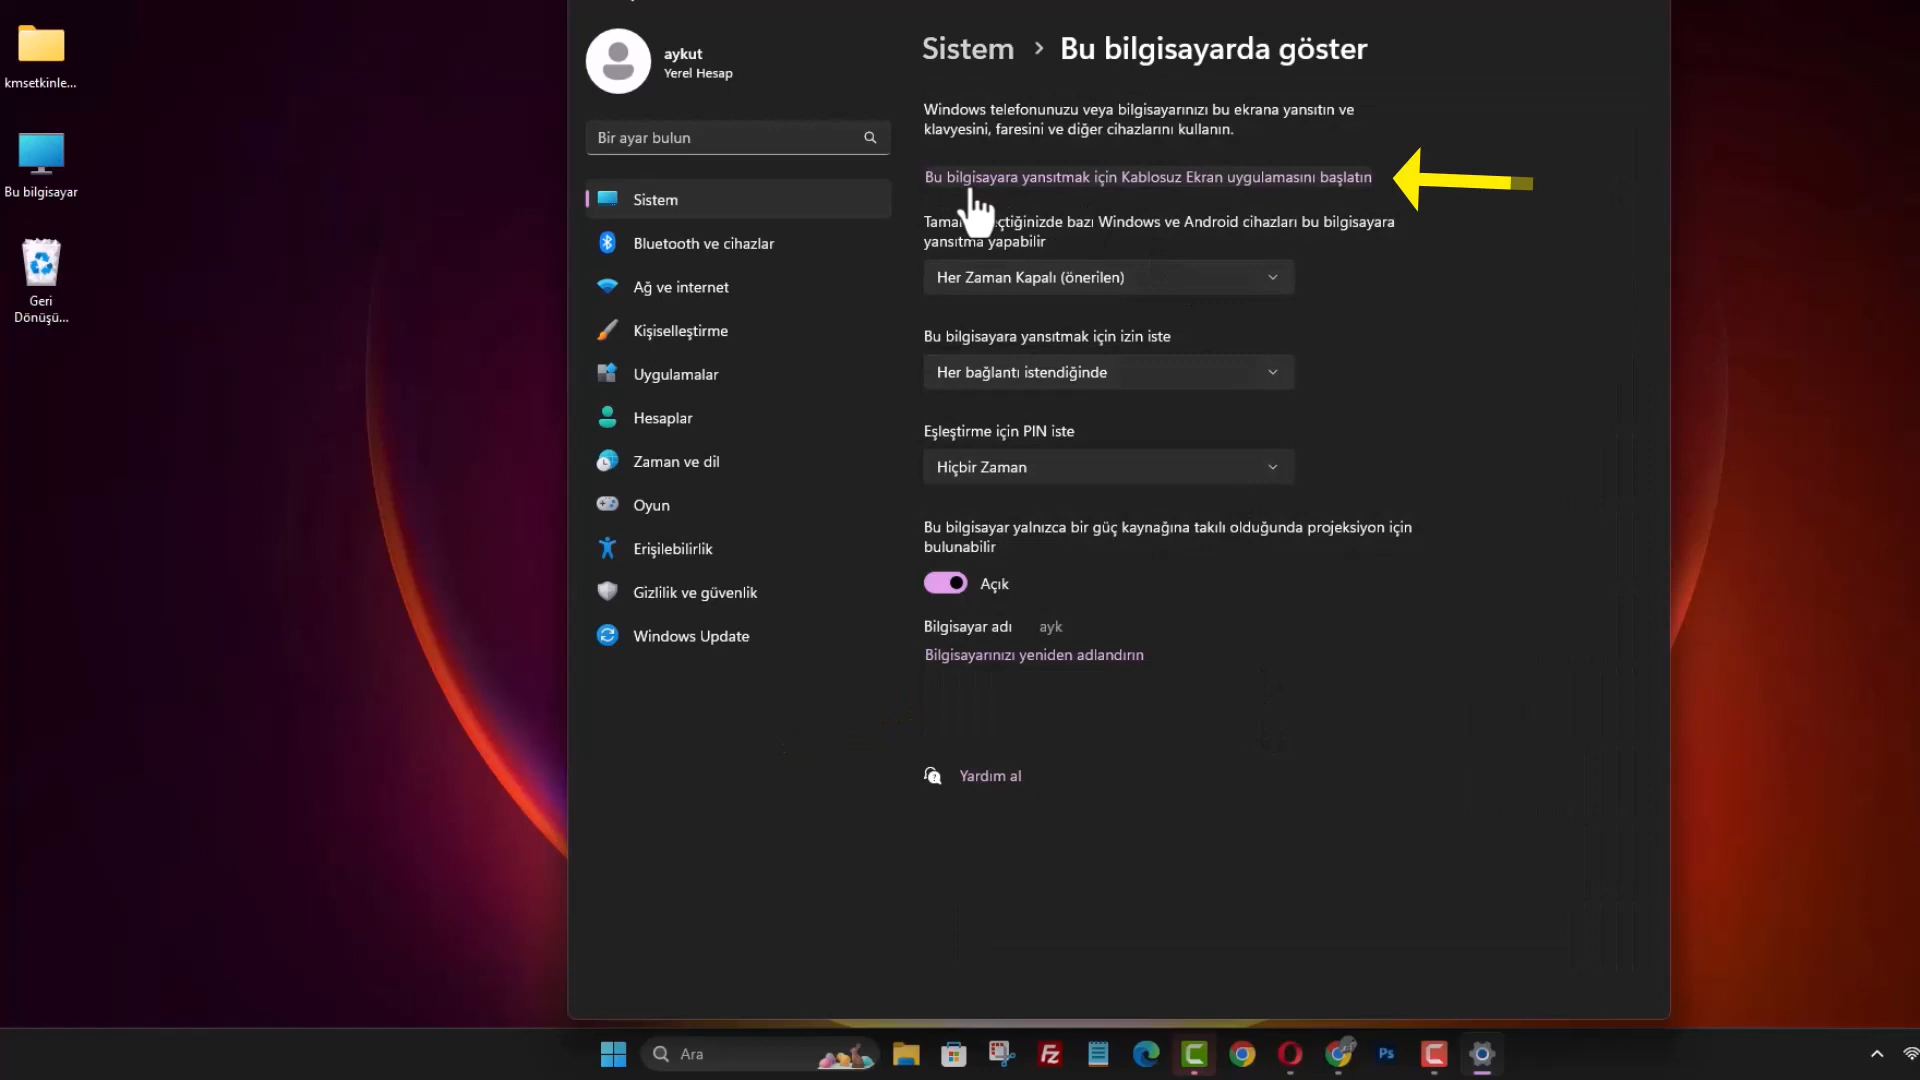 kmsetkinle...
Bu bilgisayar
Geri
Dönüşü...
aykut
Yerel Hesap
Bir ayar bulun
Sistem
Bluetooth ve cihazlar
Ağ ve internet
Kişiselleştirme
Uygulamalar
Hesaplar
Zaman ve dil
Oyun
Erişilebilirlik
Gizlilik ve güvenlik
Windows Update
Sistem › Bu bilgisayarda göster
Windows telefonunuzu veya bilgisayarınızı bu ekrana yansıtın ve
klavyesini, faresini ve diğer cihazlarını kullanın.
Bu bilgisayara yansıtmak için Kablosuz Ekran uygulamasını başlatın
bazı Windows ve Android cihazları bu bilgisayara
yansıtma yapabilir
Her Zaman Kapalı (önerilen)
Bu bilgisayara yansıtmak için izin iste
Her bağlantı istendiğinde
Eşleştirme için PIN iste
Hiçbir Zaman
Bu bilgisayar yalnızca bir güç kaynağına takılı olduğunda projeksiyon için
bulunabilir
Açık
Bilgisayar adı ayk
Bilgisayarınızı yeniden adlandırın
Yardım al
Ara
Fz
Ps